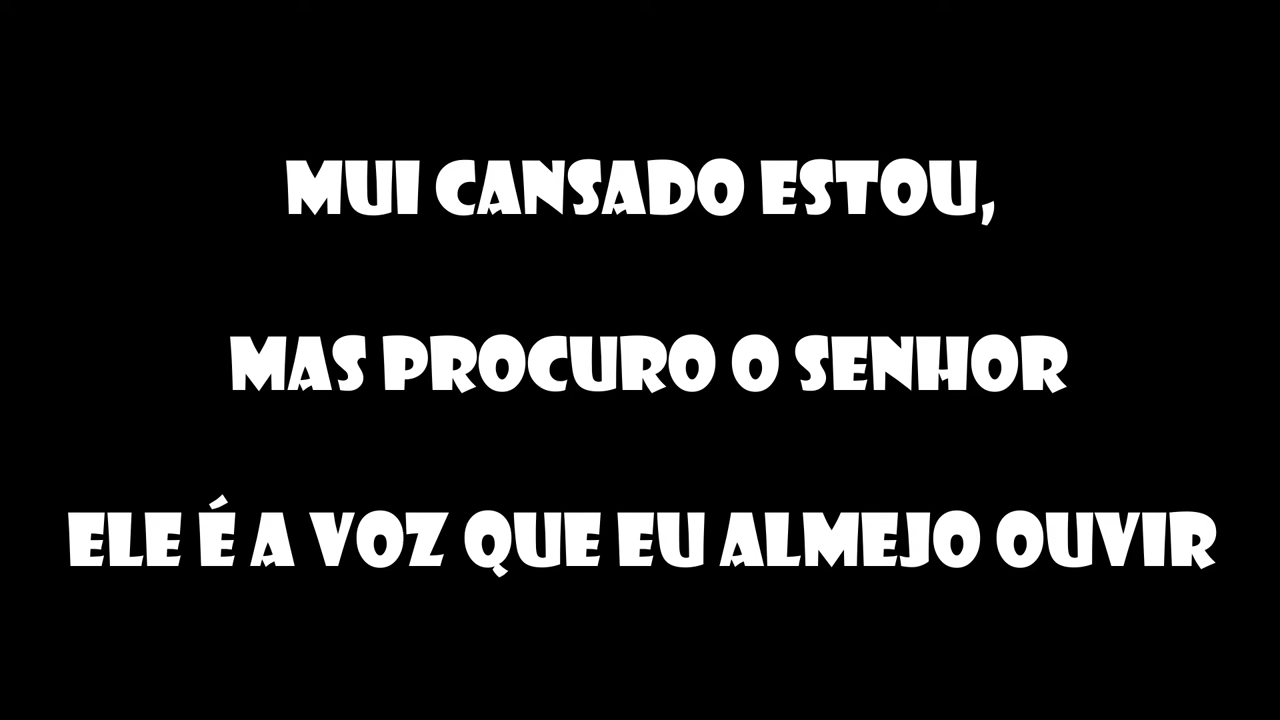 MUI CANSADO ESTOU,
MAS PROCURO O SENHOR
ELE É A VOZ QUE EU ALMEJO OUVIR